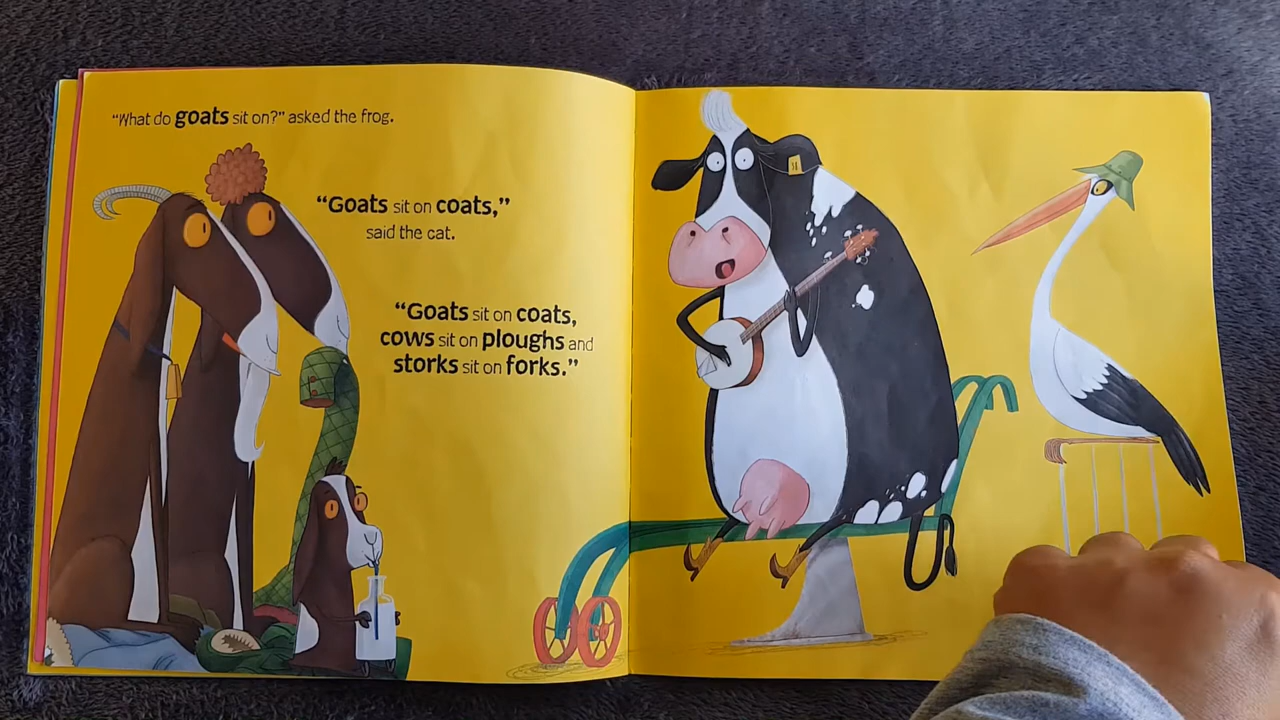 "What do goats sit on?" asked the frog.
"Goats sit on coats,"
said the cat.
"Goats sit on coats,
cows sit on ploughs and
storks sit on forks."